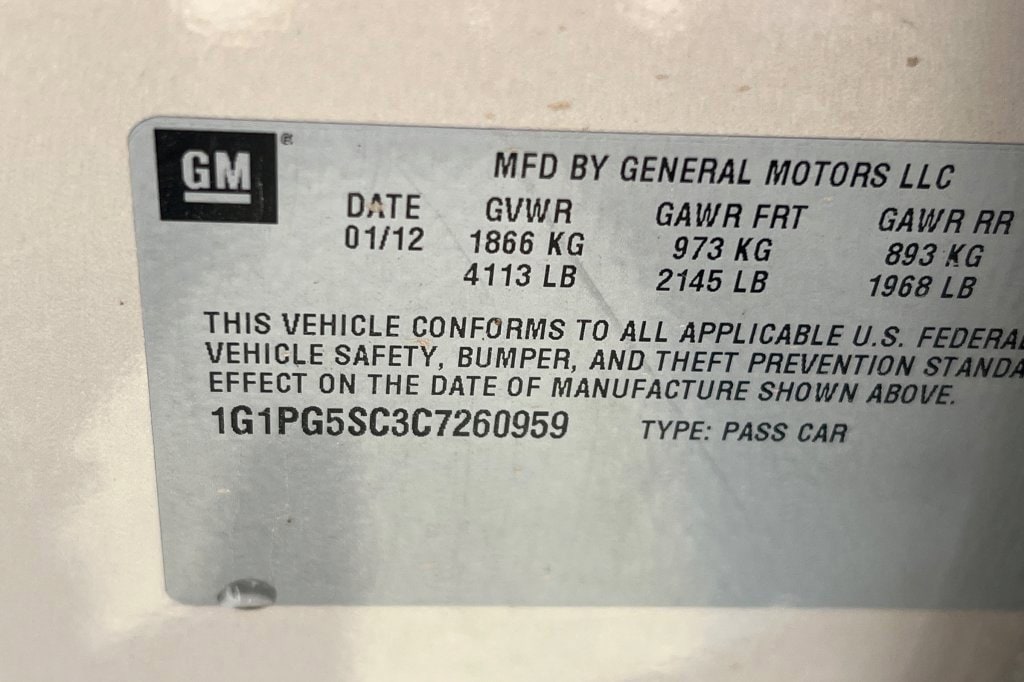 GM ®
MFD BY GENERAL MOTORS LLC
DATE GVWR GAWR FRT GAWR RR
01/12 1866 KG 973 KG 893 KG
4113 LB 2145 LB 1968 LB
THIS VEHICLE CONFORMS TO ALL APPLICABLE U.S. FEDERAL
VEHICLE SAFETY, BUMPER, AND THEFT PREVENTION STANDA
EFFECT ON THE DATE OF MANUFACTURE SHOWN ABOVE.
1G1PG5SC3C7260959 TYPE: PASS CAR